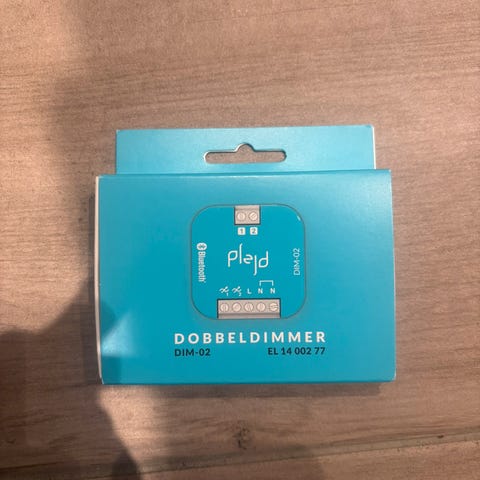 1 2
Bluetooth®
plejd
DIM-02
L N N
DOBBELDIMMER
DIM-02 EL 14 002 77